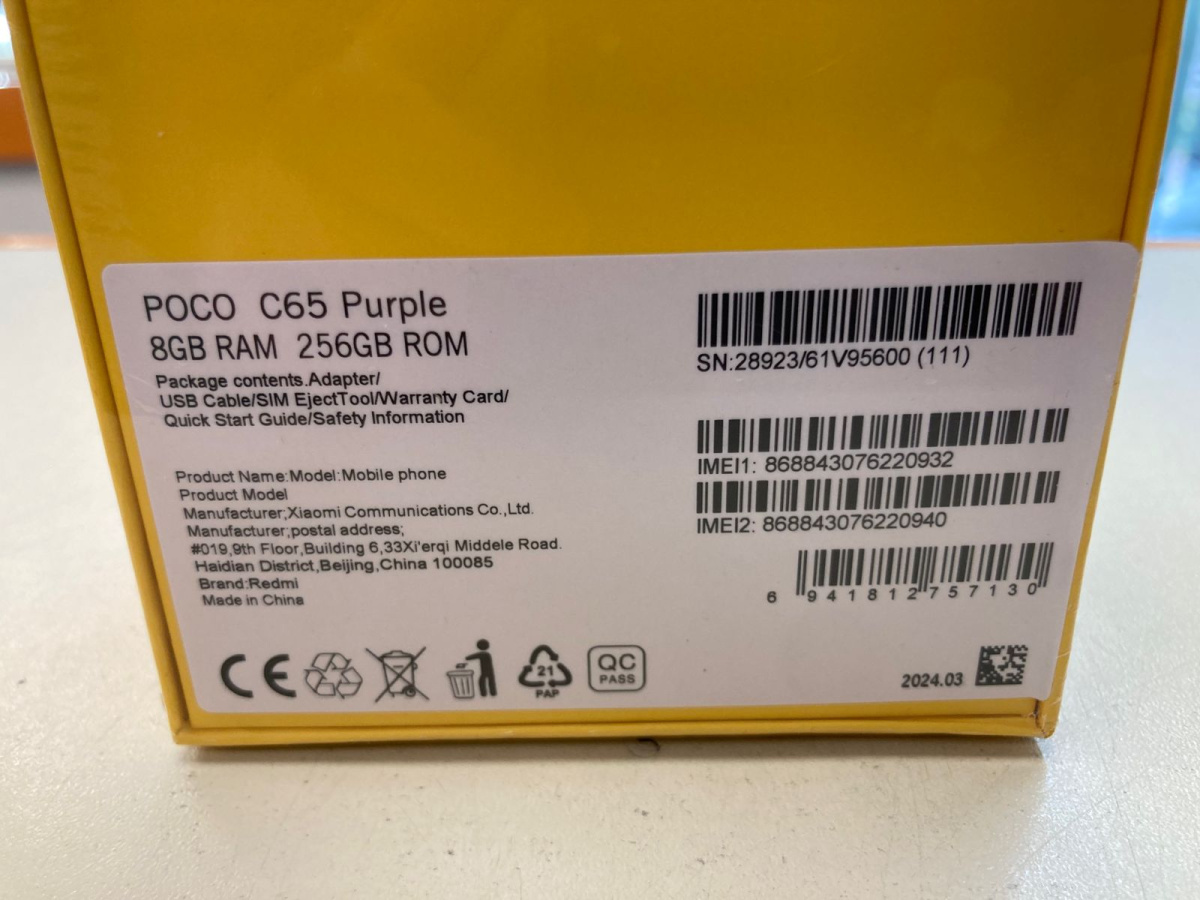 POCO C65 Purple
8GB RAM 256GB ROM
Package contents.Adapter/
USB Cable/SIM EjectTool/Warranty Card/
Quick Start Guide/Safety Information
Product Name:Model:Mobile phone
Product Model
Manufacturer;Xiaomi Communications Co.,Ltd.
Manufacturer;postal address;
#019,9th Floor,Building 6,33Xi'erqi Middele Road.
Haidian District,Beijing,China 100085
Brand:Redmi
Made in China
CE
21
PAP
QC
PASS
SN:28923/61V95600 (111)
IMEI1: 868843076220932
IMEI2: 868843076220940
6 941812 757130
2024.03